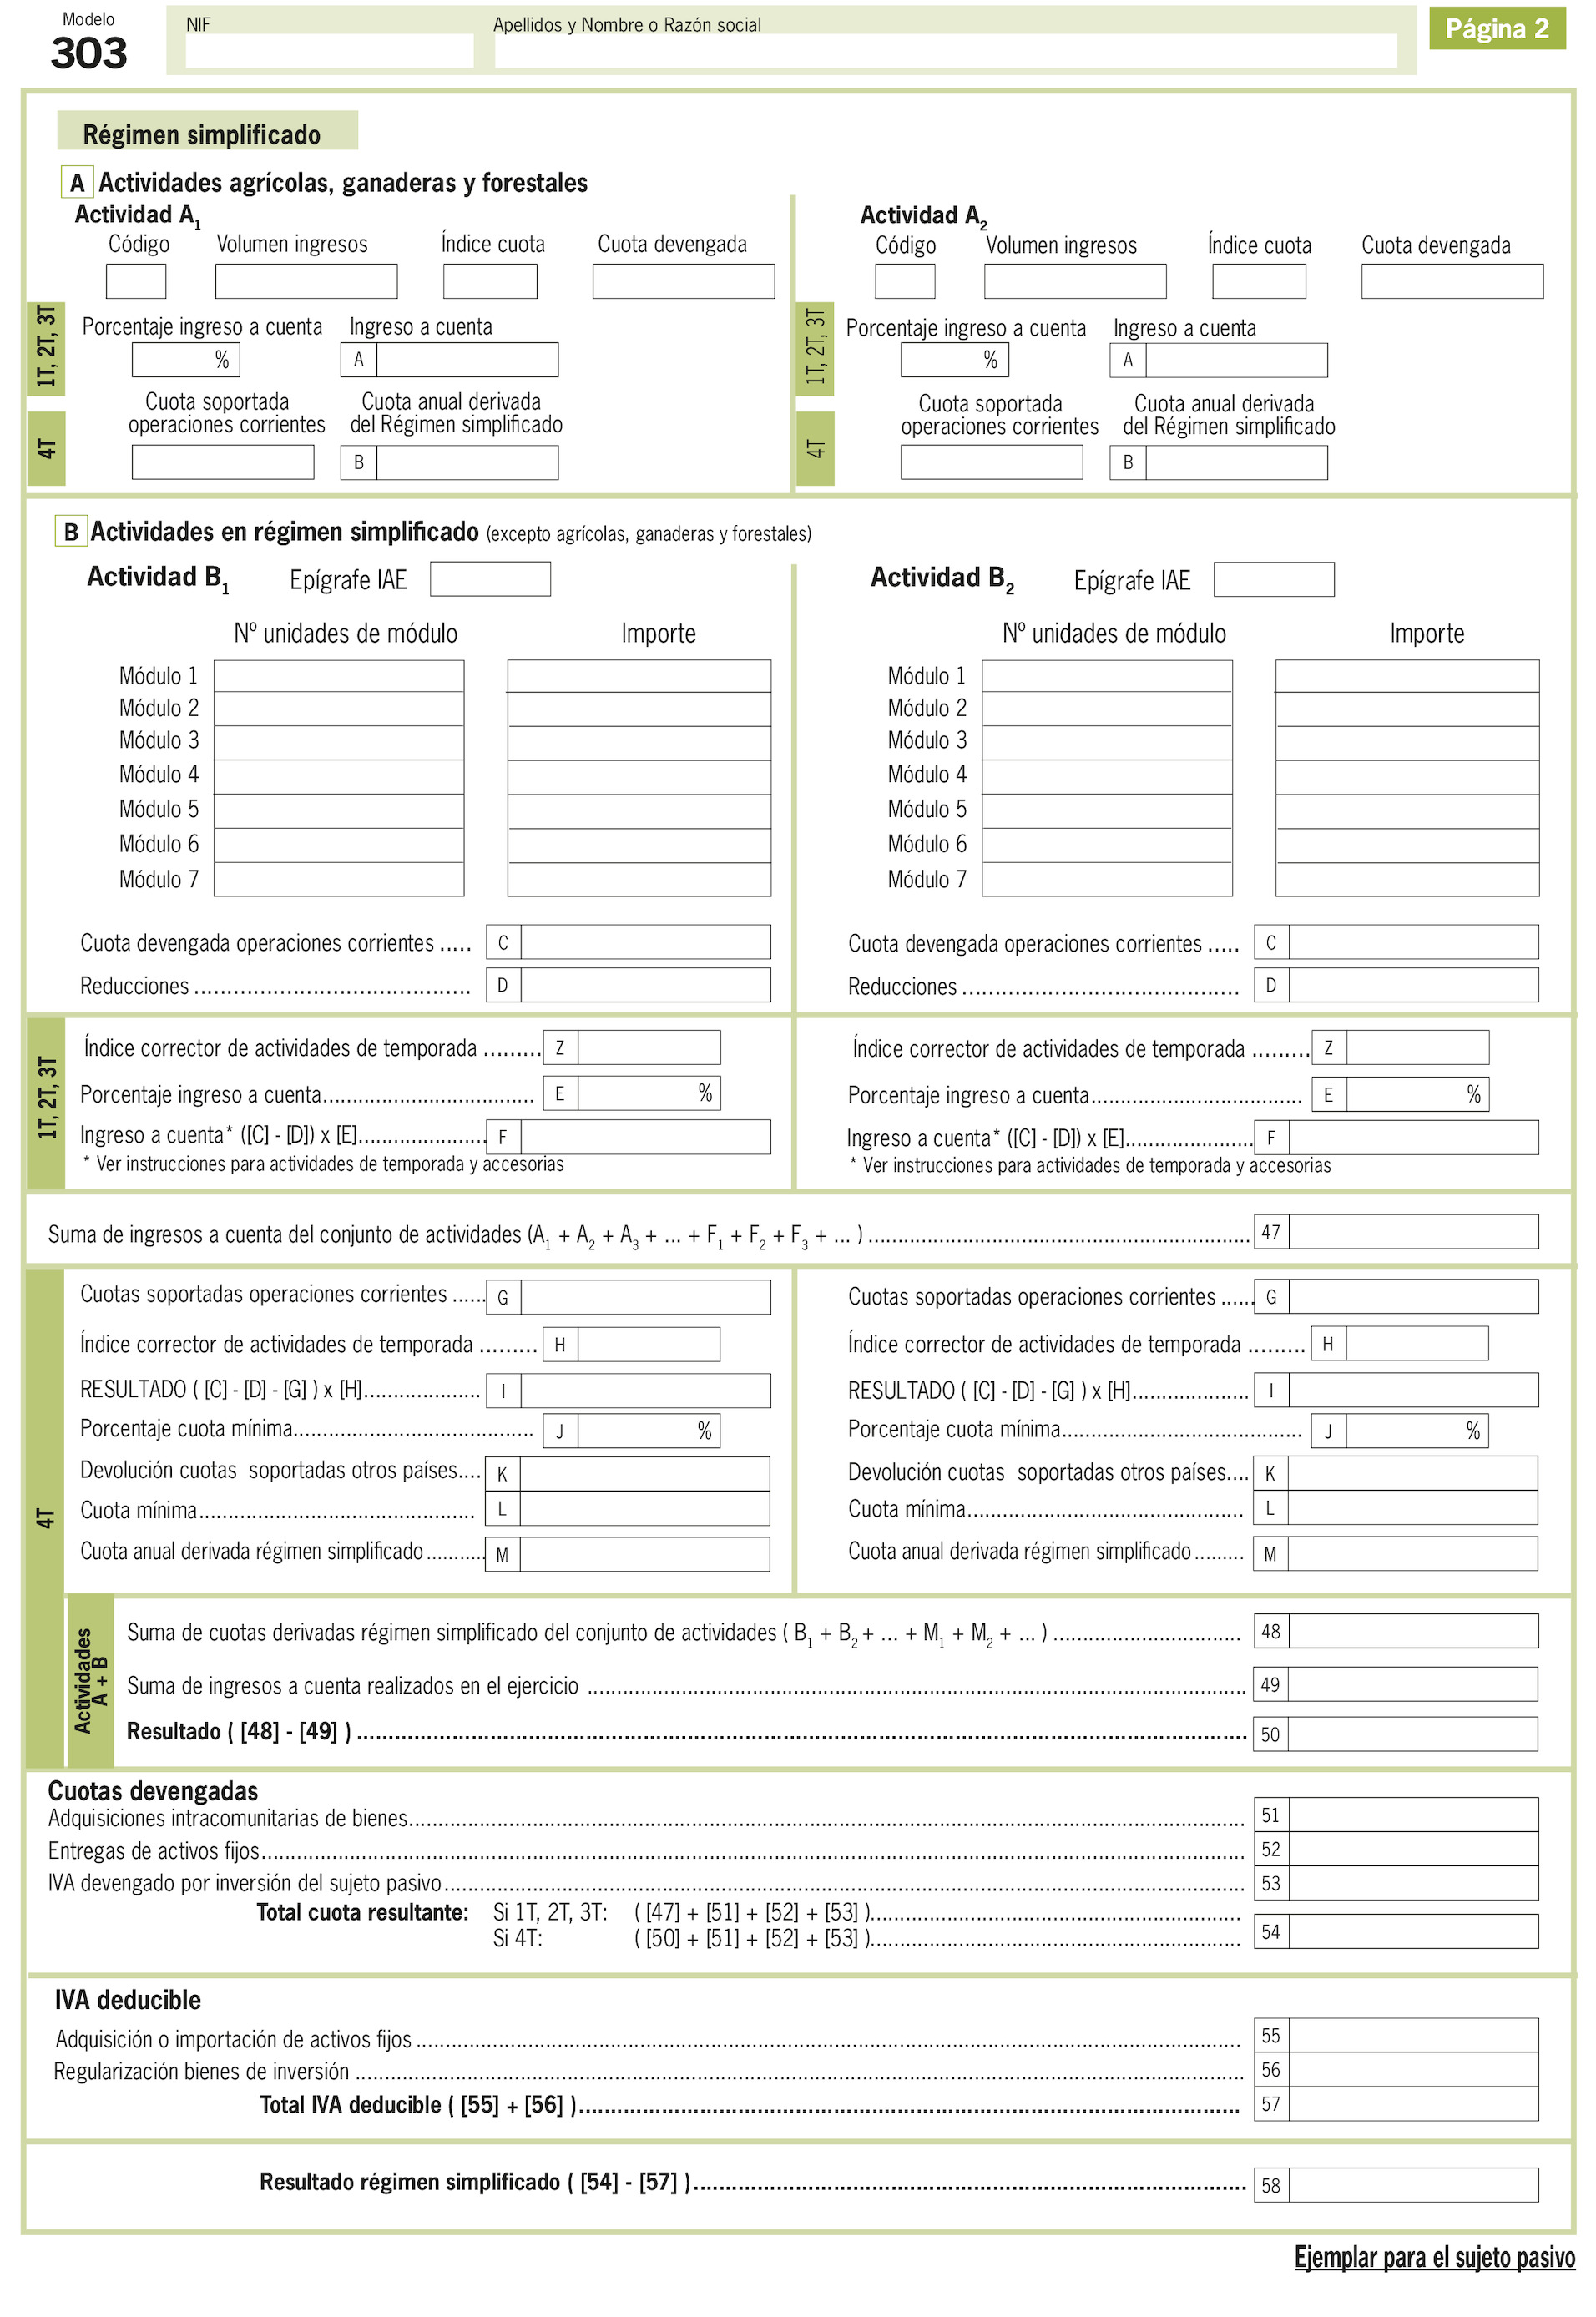 Modelo
303
NIF
Apellidos y Nombre o Razón social
Página 2
Régimen simplificado
A Actividades agrícolas, ganaderas y forestales
Actividad A1
Código Volumen ingresos Índice cuota Cuota devengada
1T, 2T, 3T
Porcentaje ingreso a cuenta Ingreso a cuenta
% A
4T
Cuota soportada operaciones corrientes
Cuota anual derivada del Régimen simplificado
B
Actividad A2
Código Volumen ingresos Índice cuota Cuota devengada
1T, 2T, 3T
Porcentaje ingreso a cuenta Ingreso a cuenta
% A
4T
Cuota soportada operaciones corrientes
Cuota anual derivada del Régimen simplificado
B
B Actividades en régimen simplificado (excepto agrícolas, ganaderas y forestales)
Actividad B1 Epígrafe IAE
Nº unidades de módulo Importe
Módulo 1
Módulo 2
Módulo 3
Módulo 4
Módulo 5
Módulo 6
Módulo 7
Cuota devengada operaciones corrientes ..... C
Reducciones .......................................... D
Actividad B2 Epígrafe IAE
Nº unidades de módulo Importe
Módulo 1
Módulo 2
Módulo 3
Módulo 4
Módulo 5
Módulo 6
Módulo 7
Cuota devengada operaciones corrientes ..... C
Reducciones .......................................... D
1T, 2T, 3T
Índice corrector de actividades de temporada ......... Z
Porcentaje ingreso a cuenta................................ E %
Ingreso a cuenta* ([C] - [D]) x [E]...................... F
* Ver instrucciones para actividades de temporada y accesorias
Índice corrector de actividades de temporada ......... Z
Porcentaje ingreso a cuenta................................ E %
Ingreso a cuenta* ([C] - [D]) x [E]...................... F
* Ver instrucciones para actividades de temporada y accesorias
Suma de ingresos a cuenta del conjunto de actividades (A1 + A2 + A3 + ... + F1 + F2 + F3 + ... ) .................... 47
4T
Cuotas soportadas operaciones corrientes ...... G
Índice corrector de actividades de temporada ......... H
RESULTADO ( [C] - [D] - [G] ) x [H].................... I
Porcentaje cuota mínima.................................... J %
Devolución cuotas soportadas otros países.... K
Cuota mínima.......................................... L
Cuota anual derivada régimen simplificado........... M
Cuotas soportadas operaciones corrientes ...... G
Índice corrector de actividades de temporada ......... H
RESULTADO ( [C] - [D] - [G] ) x [H].................... I
Porcentaje cuota mínima.................................... J %
Devolución cuotas soportadas otros países.... K
Cuota mínima.......................................... L
Cuota anual derivada régimen simplificado......... M
Actividades
A + B
Suma de cuotas derivadas régimen simplificado del conjunto de actividades ( B1 + B2 + ... + M1 + M2 + ... ) .................... 48
Suma de ingresos a cuenta realizados en el ejercicio .................... 49
Resultado ( [48] - [49] ) .................... 50
Cuotas devengadas
Adquisiciones intracomunitarias de bienes.................... 51
Entregas de activos fijos.................... 52
IVA devengado por inversión del sujeto pasivo.................... 53
Total cuota resultante: Si 1T, 2T, 3T: ( [47] + [51] + [52] + [53] )....................
Si 4T: ( [50] + [51] + [52] + [53] ).................... 54
IVA deducible
Adquisición o importación de activos fijos .................... 55
Regularización bienes de inversión .................... 56
Total IVA deducible ( [55] + [56] ).................... 57
Resultado régimen simplificado ( [54] - [57] ).................... 58
Ejemplar para el sujeto pasivo